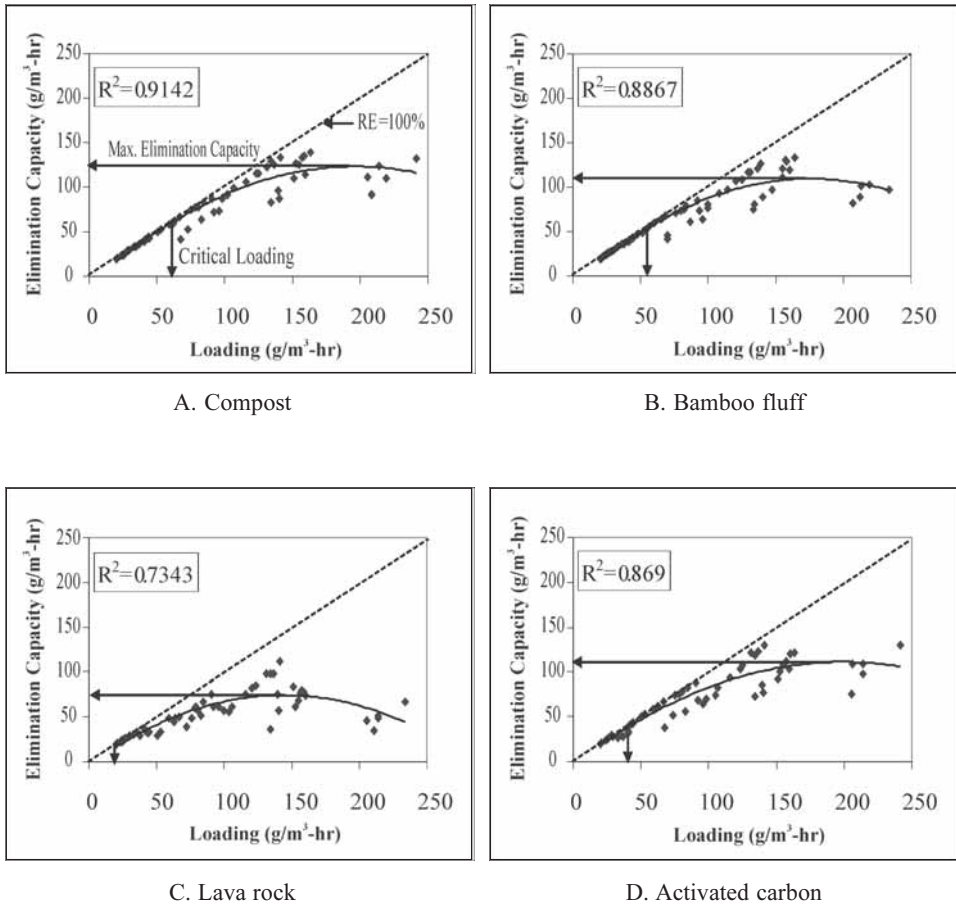 Elimination Capacity (g/m³-hr)
250
200
150
100
50
0
R²=0.9142
RE=100%
Max. Elimination Capacity
Critical Loading
0 50 100 150 200 250
Loading (g/m³-hr)
A. Compost
Elimination Capacity (g/m³-hr)
250
200
150
100
50
0
R²=0.8867
0 50 100 150 200 250
Loading (g/m³-hr)
B. Bamboo fluff
Elimination Capacity (g/m³-hr)
250
200
150
100
50
0
R²=0.7343
0 50 100 150 200 250
Loading (g/m³-hr)
C. Lava rock
Elimination Capacity (g/m³-hr)
250
200
150
100
50
0
R²=0.869
0 50 100 150 200 250
Loading (g/m³-hr)
D. Activated carbon